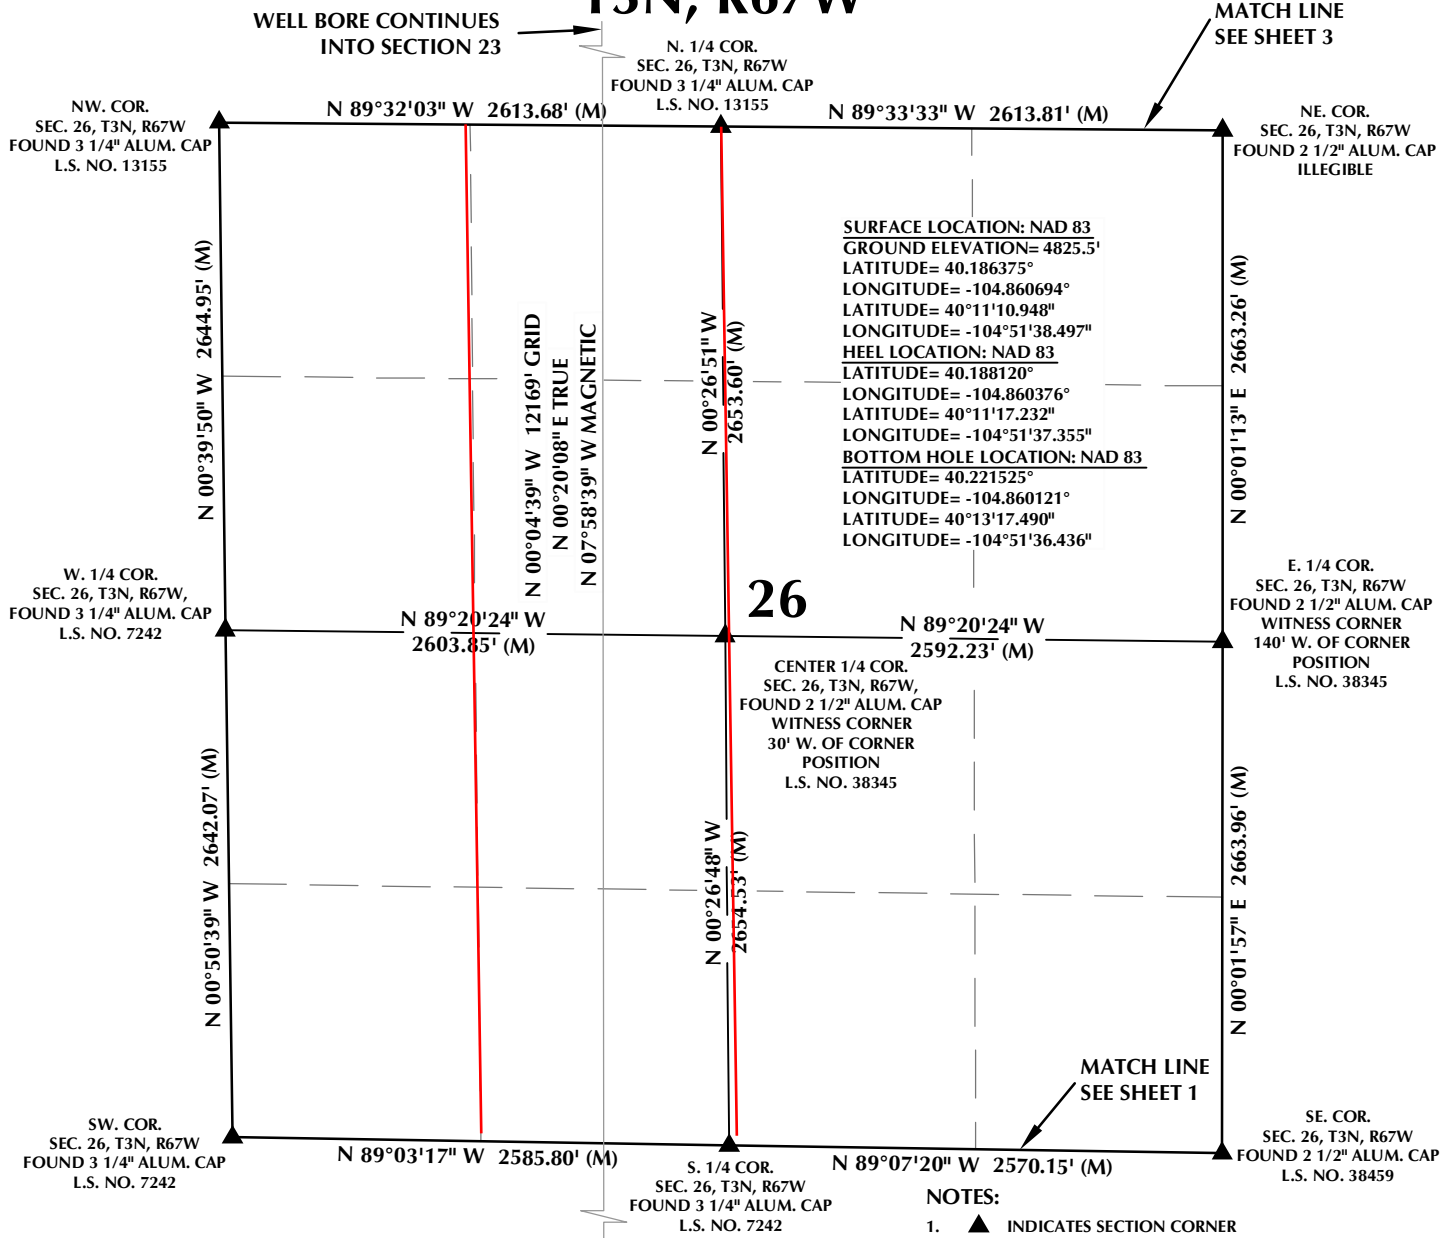 T3N, R67W
WELL BORE CONTINUES
INTO SECTION 23
MATCH LINE
SEE SHEET 3
N. 1/4 COR.
SEC. 26, T3N, R67W
FOUND 3 1/4" ALUM. CAP
L.S. NO. 13155
NW. COR.
SEC. 26, T3N, R67W
FOUND 3 1/4" ALUM. CAP
L.S. NO. 13155
N 89°32'03" W 2613.68' (M)
N 89°33'33" W 2613.81' (M)
NE. COR.
SEC. 26, T3N, R67W
FOUND 2 1/2" ALUM. CAP
ILLEGIBLE
SURFACE LOCATION: NAD 83
GROUND ELEVATION= 4825.5'
LATITUDE= 40.186375°
LONGITUDE= -104.860694°
LATITUDE= 40°11'10.948"
LONGITUDE= -104°51'38.497"
HEEL LOCATION: NAD 83
LATITUDE= 40.188120°
LONGITUDE= -104.860376°
LATITUDE= 40°11'17.232"
LONGITUDE= -104°51'37.355"
BOTTOM HOLE LOCATION: NAD 83
LATITUDE= 40.221525°
LONGITUDE= -104.860121°
LATITUDE= 40°13'17.490"
LONGITUDE= -104°51'36.436"
N 00°39'50" W 2644.95' (M)
N 00°04'39" W 12169' GRID
N 00°20'08" E TRUE
N 07°58'39" W MAGNETIC
N 00°26'51" W
2653.60' (M)
N 00°01'13" E 2663.26' (M)
W. 1/4 COR.
SEC. 26, T3N, R67W,
FOUND 3 1/4" ALUM. CAP
L.S. NO. 7242
N 89°20'24" W
2603.85' (M)
26
N 89°20'24" W
2592.23' (M)
E. 1/4 COR.
SEC. 26, T3N, R67W
FOUND 2 1/2" ALUM. CAP
WITNESS CORNER
140' W. OF CORNER
POSITION
L.S. NO. 38345
CENTER 1/4 COR.
SEC. 26, T3N, R67W,
FOUND 2 1/2" ALUM. CAP
WITNESS CORNER
30' W. OF CORNER
POSITION
L.S. NO. 38345
N 00°50'39" W 2642.07' (M)
N 00°26'48" W
2654.53' (M)
N 00°01'57" E 2663.96' (M)
MATCH LINE
SEE SHEET 1
SW. COR.
SEC. 26, T3N, R67W
FOUND 3 1/4" ALUM. CAP
L.S. NO. 7242
N 89°03'17" W 2585.80' (M)
S. 1/4 COR.
SEC. 26, T3N, R67W
FOUND 3 1/4" ALUM. CAP
L.S. NO. 7242
N 89°07'20" W 2570.15' (M)
SE. COR.
SEC. 26, T3N, R67W
FOUND 2 1/2" ALUM. CAP
L.S. NO. 38459
NOTES:
1. ▲ INDICATES SECTION CORNER